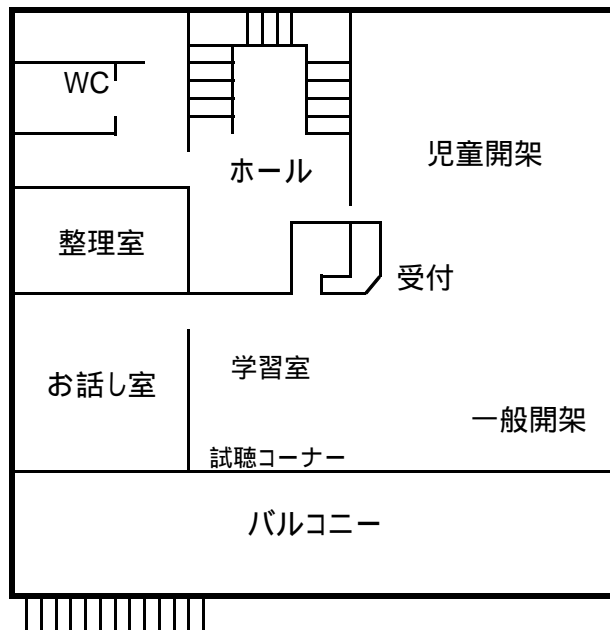 WC
児童開架
ホール
整理室
受付
学習室
お話し室
一般開架
試聴コーナー
バルコニー